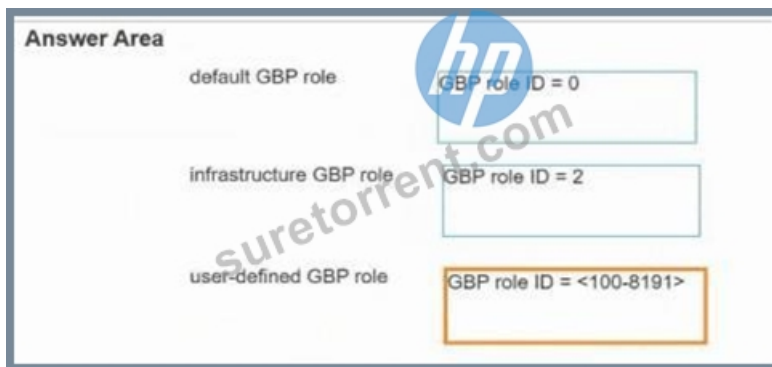 Answer Area
default GBP role
GBP role ID = 0
infrastructure GBP role
GBP role ID = 2
user-defined GBP role
GBP role ID = <100-8191>
hp
suretorrent.com